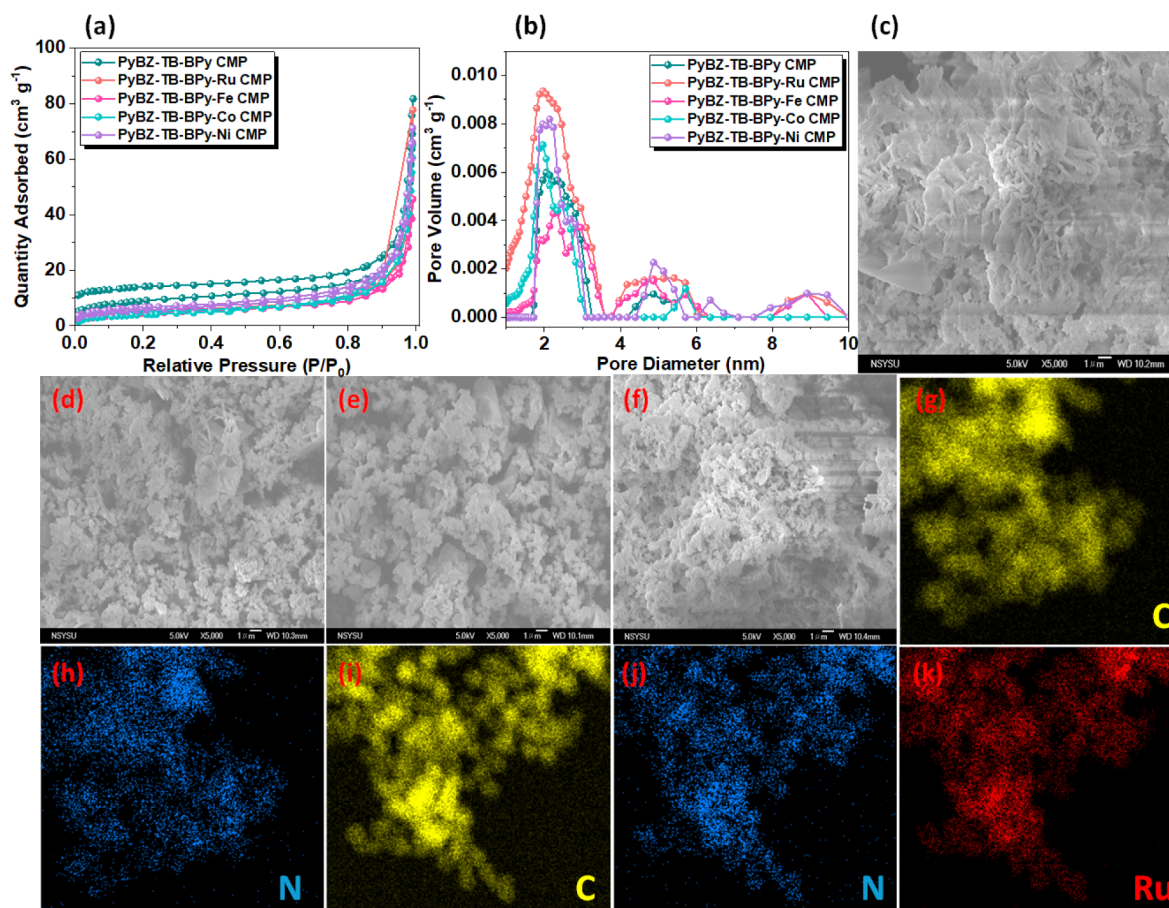 (a)
100
80
60
40
20
0
Quantity Adsorbed (cm³ g⁻¹)
PyBZ-TB-BPy CMP
PyBZ-TB-BPy-Ru CMP
PyBZ-TB-BPy-Fe CMP
PyBZ-TB-BPy-Co CMP
PyBZ-TB-BPy-Ni CMP
0.0 0.2 0.4 0.6 0.8 1.0
Relative Pressure (P/P₀)
(b)
0.010
0.008
0.006
0.004
0.002
0.000
Pore Volume (cm³ g⁻¹)
PyBZ-TB-BPy CMP
PyBZ-TB-BPy-Ru CMP
PyBZ-TB-BPy-Fe CMP
PyBZ-TB-BPy-Co CMP
PyBZ-TB-BPy-Ni CMP
2 4 6 8 10
Pore Diameter (nm)
(c)
NSYSU 5.0kV X5,000 1μm WD 10.2mm
(d)
NSYSU 5.0kV X5,000 1μm WD 10.3mm
(e)
NSYSU 5.0kV X5,000 1μm WD 10.1mm
(f)
NSYSU 5.0kV X5,000 1μm WD 10.4mm
(g)
C
(h)
N
(i)
C
(j)
N
(k)
Ru